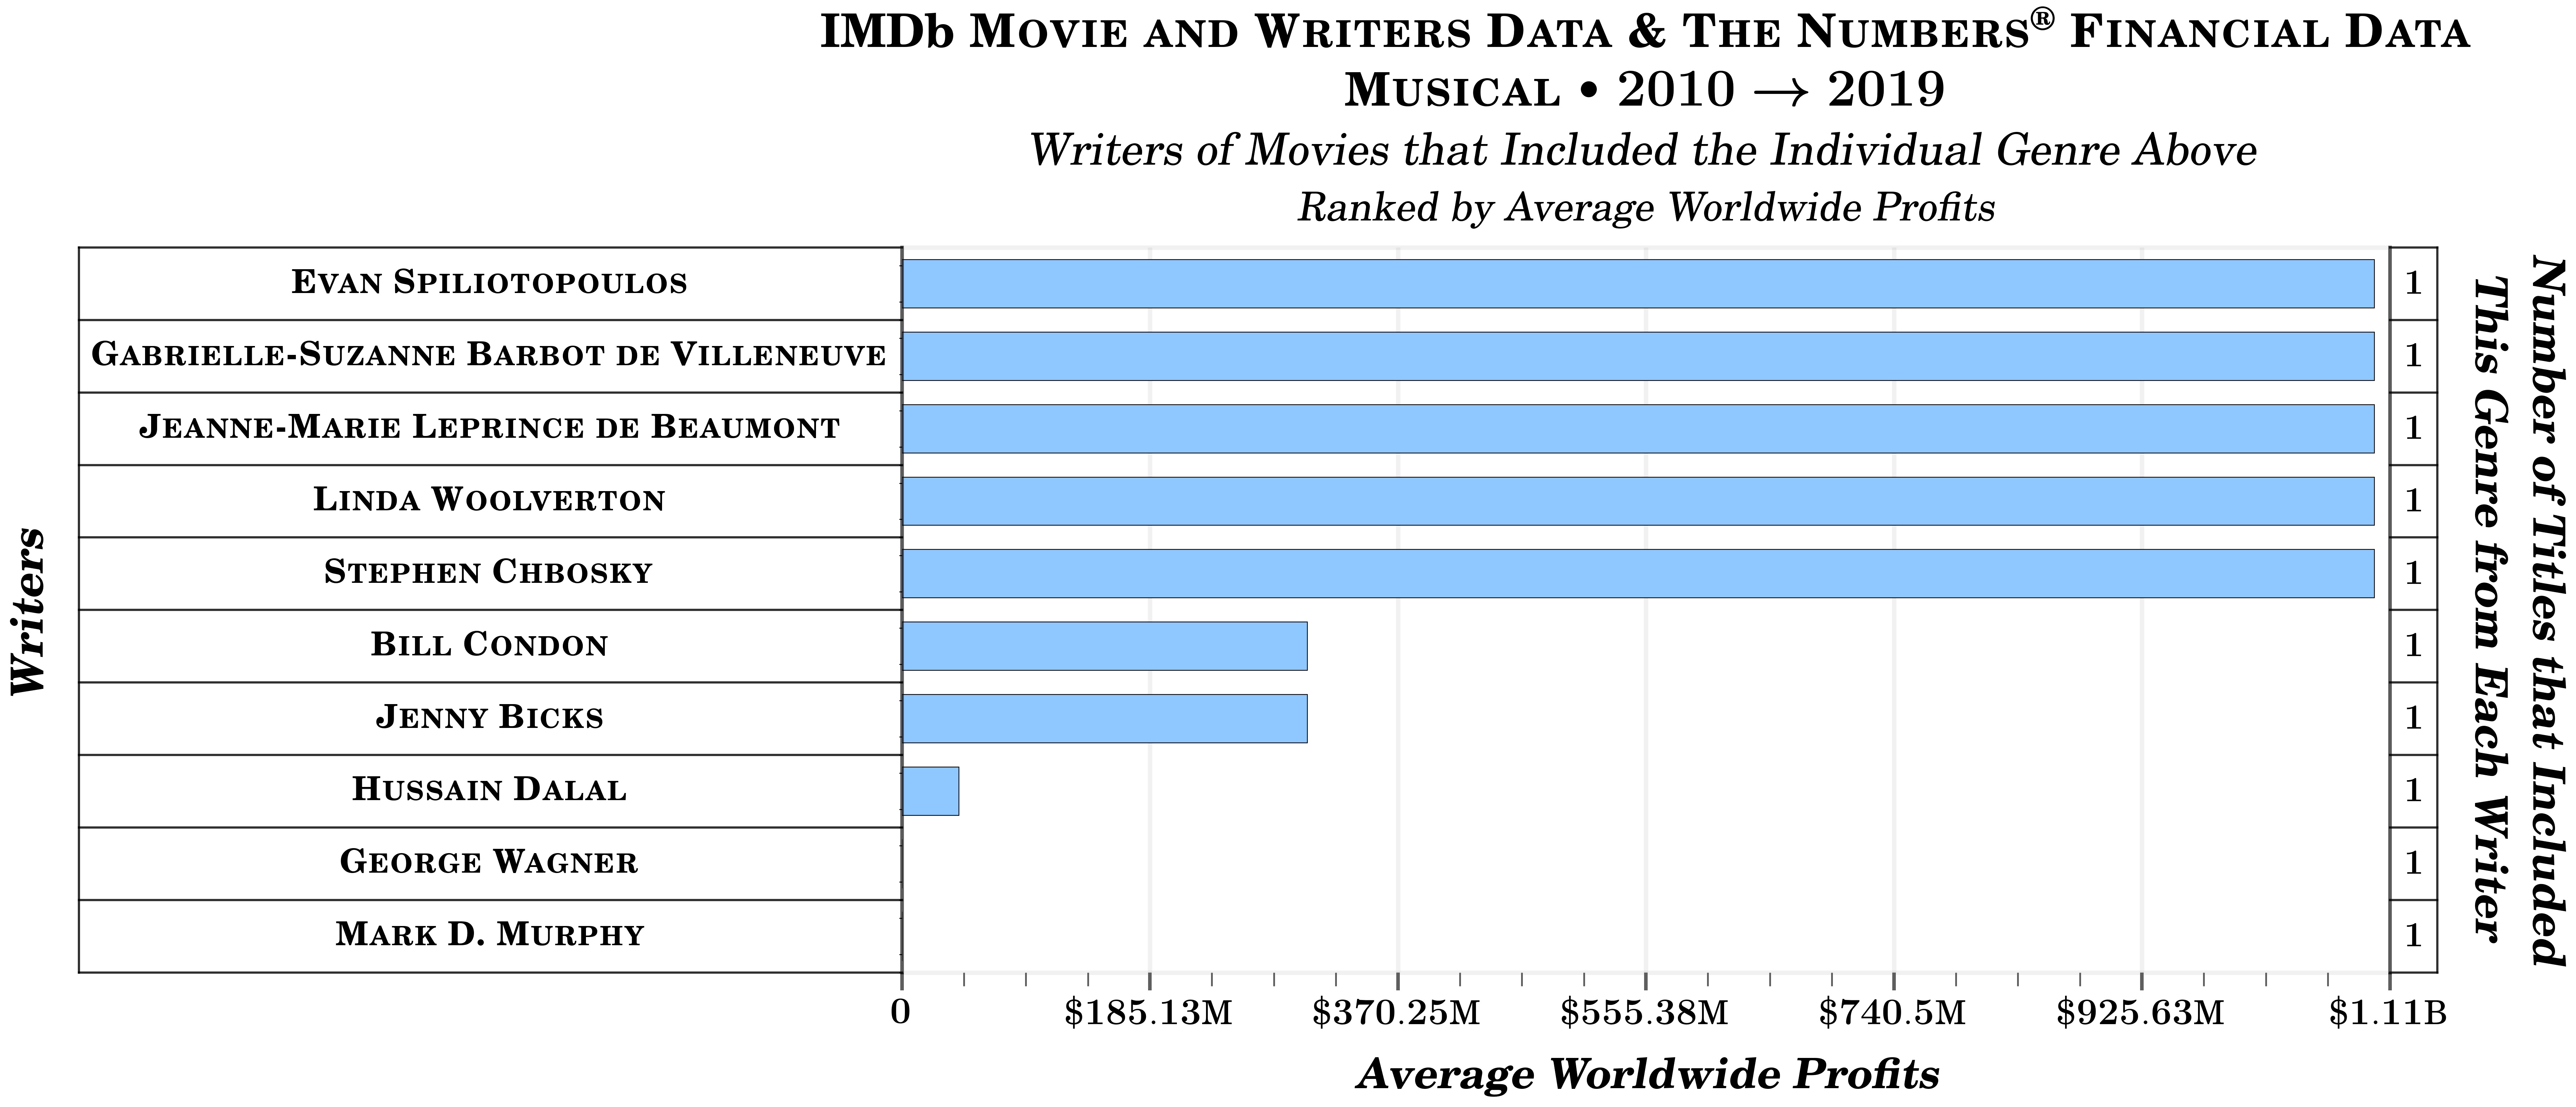 IMDb Movie and Writers Data & The Numbers® Financial Data
Musical • 2010 → 2019
Writers of Movies that Included the Individual Genre Above
Ranked by Average Worldwide Profits
Writers
Evan Spiliotopoulos 1
Gabrielle-Suzanne Barbot de Villeneuve 1
Jeanne-Marie Leprince de Beaumont 1
Linda Woolverton 1
Stephen Chbosky 1
Bill Condon 1
Jenny Bicks 1
Hussain Dalal 1
George Wagner 1
Mark D. Murphy 1
Number of Titles that Included
This Genre from Each Writer
0 $185.13M $370.25M $555.38M $740.5M $925.63M $1.11B
Average Worldwide Profits